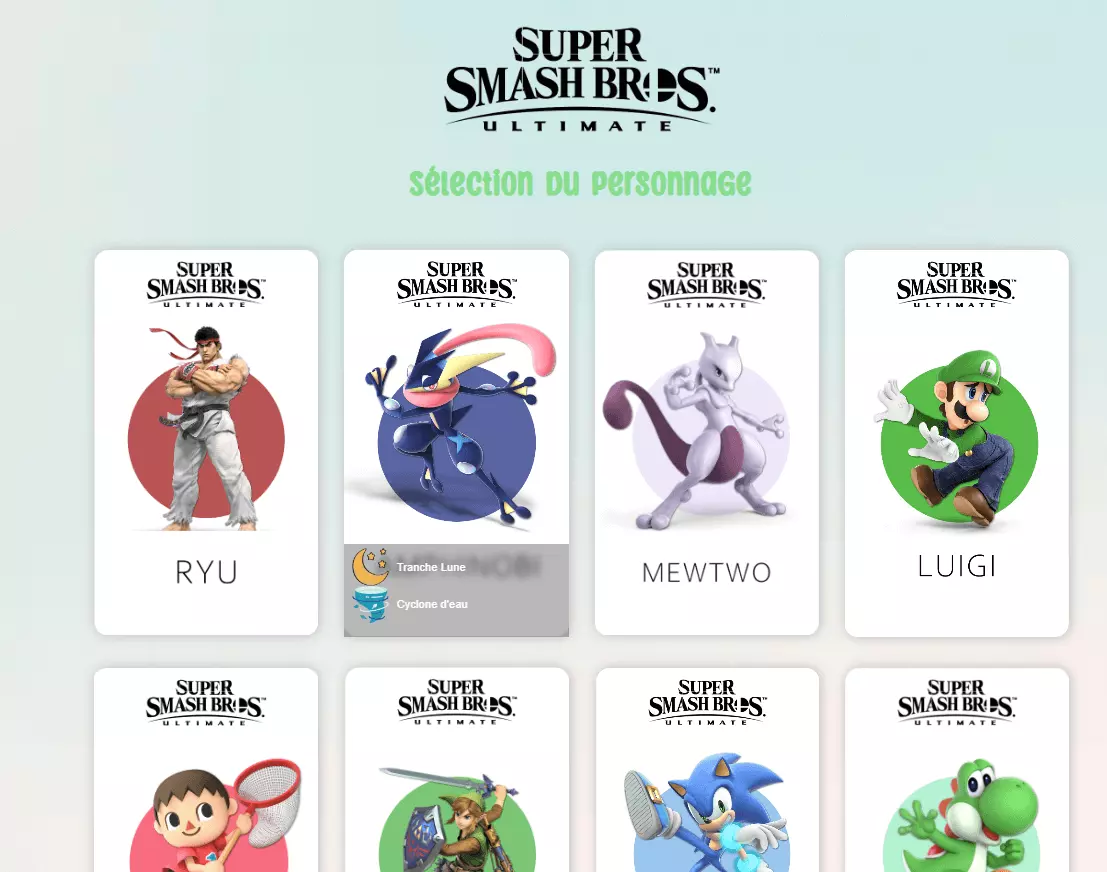 SUPER
SMASH BROS.™
ULTIMATE
Sélection du personnage
SUPER
SMASH BROS.™
ULTIMATE
RYU
SUPER
SMASH BROS.™
ULTIMATE
Tranche Lune
Cyclone d'eau
SUPER
SMASH BROS.™
ULTIMATE
MEWTWO
SUPER
SMASH BROS.™
ULTIMATE
LUIGI
SUPER
SMASH BROS.™
ULTIMATE
SUPER
SMASH BROS.™
ULTIMATE
SUPER
SMASH BROS.™
ULTIMATE
SUPER
SMASH BROS.™
ULTIMATE